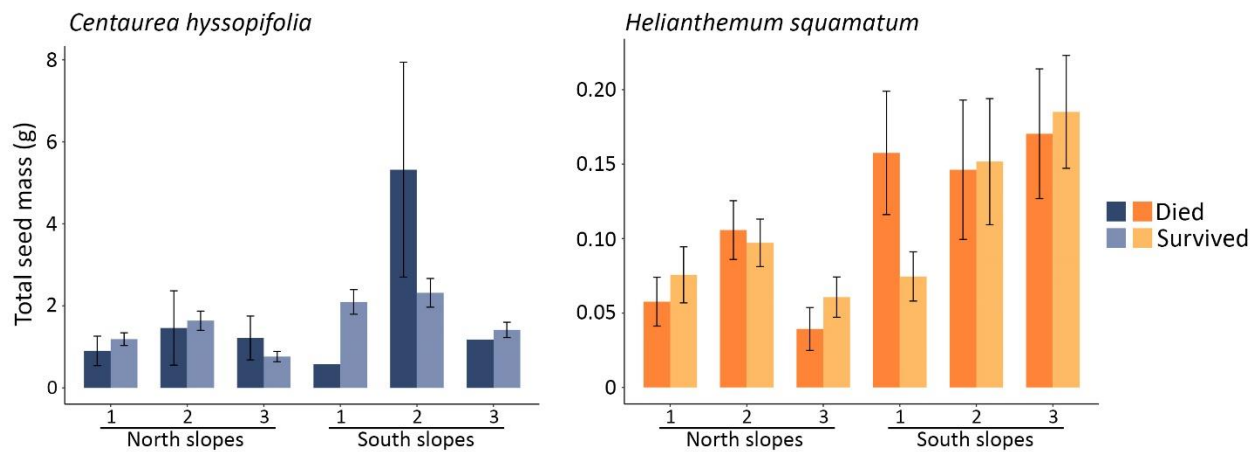 Centaurea hyssopifolia
Total seed mass (g)
8
6
4
2
0
1 2 3 1 2 3
North slopes South slopes
Helianthemum squamatum
0.20
0.15
0.10
0.05
0
1 2 3 1 2 3
North slopes South slopes
Died
Survived